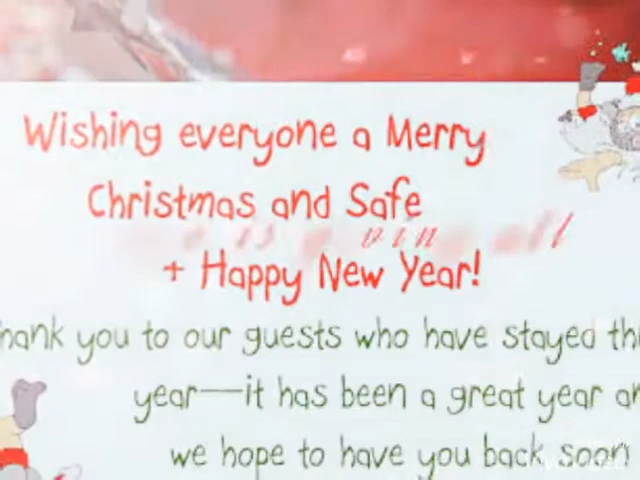 Wishing everyone a Merry
Christmas and Safe
+ Happy New Year!
hank you to our guests who have stayed th
year—it has been a great year an
we hope to have you back soon